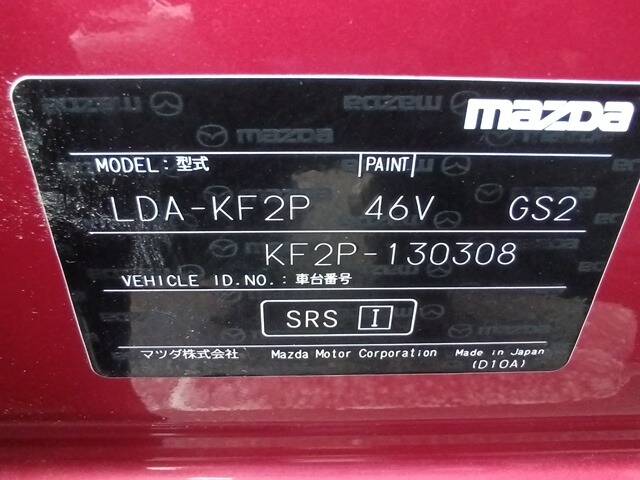 mazda
MODEL：型式 PAINT
LDA-KF2P 46V GS2
KF2P-130308
VEHICLE ID.NO.：車台番号
SRS I
マツダ株式会社 Mazda Motor Corporation Made in Japan
(D10A)